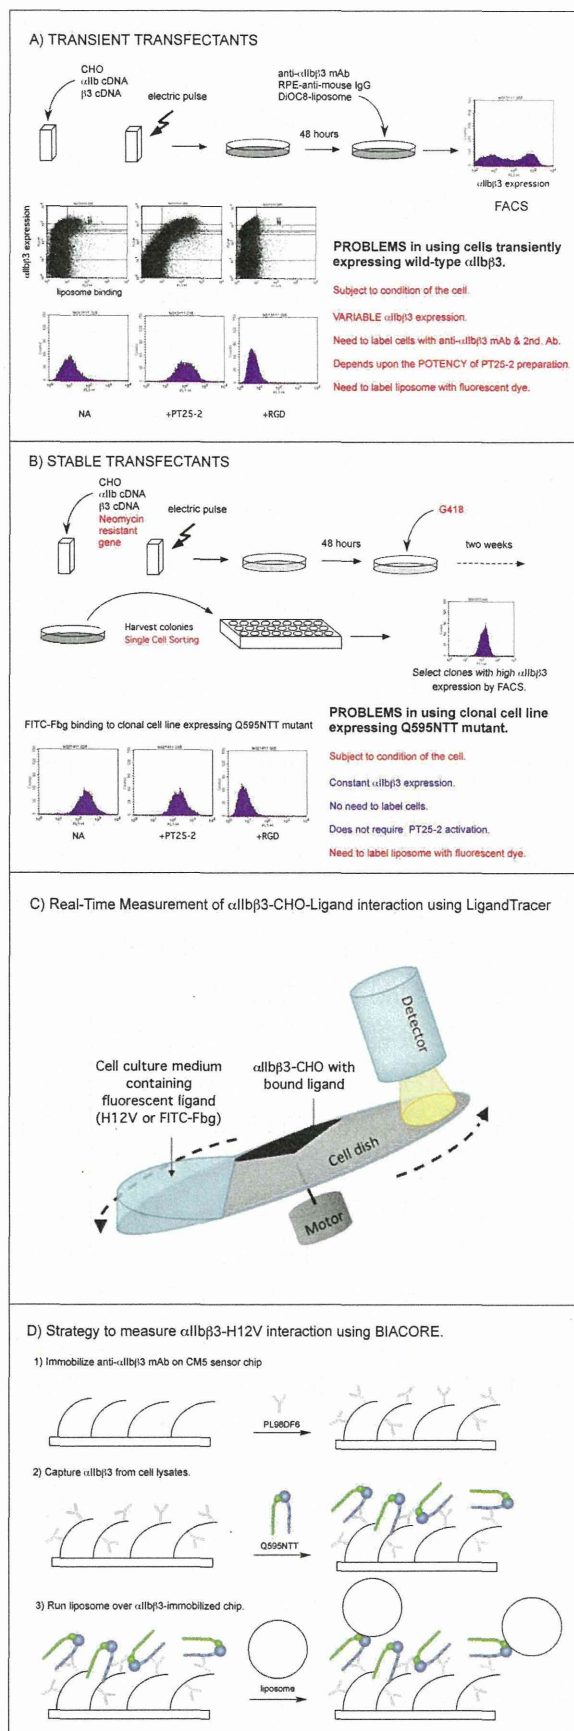 A) TRANSIENT TRANSFECTANTS
CHO
αIIb cDNA
β3 cDNA
electric pulse
anti-αIIbβ3 mAb
RPE-anti-mouse IgG
DiOC8-liposome
48 hours
αIIbβ3 expression
FACS
αIIbβ3 expression
liposome binding
NA
+PT25-2
+RGD
PROBLEMS in using cells transiently
expressing wild-type αIIbβ3.
Subject to condition of the cell.
VARIABLE αIIbβ3 expression.
Need to label cells with anti-αIIbβ3 mAb & 2nd. Ab.
Depends upon the POTENCY of PT25-2 preparation.
Need to label liposome with fluorescent dye.
B) STABLE TRANSFECTANTS
CHO
αIIb cDNA
β3 cDNA
Neomycin
resistant
gene
electric pulse
48 hours
G418
two weeks
Harvest colonies
Single Cell Sorting
Select clones with high αIIbβ3
expression by FACS.
FITC-Fbg binding to clonal cell line expressing Q595NTT mutant
NA
+PT25-2
+RGD
PROBLEMS in using clonal cell line
expressing Q595NTT mutant.
Subject to condition of the cell.
Constant αIIbβ3 expression.
No need to label cells.
Does not require PT25-2 activation.
Need to label liposome with fluorescent dye.
C) Real-Time Measurement of αIIbβ3-CHO-Ligand interaction using LigandTracer
Detector
Cell culture medium
containing
fluorescent ligand
(H12V or FITC-Fbg)
αIIbβ3-CHO with
bound ligand
Cell dish
Motor
D) Strategy to measure αIIbβ3-H12V interaction using BIACORE.
1) Immobilize anti-αIIbβ3 mAb on CM5 sensor chip
PL98DF6
2) Capture αIIbβ3 from cell lysates.
Q595NTT
3) Run liposome over αIIbβ3-immobilized chip.
liposome